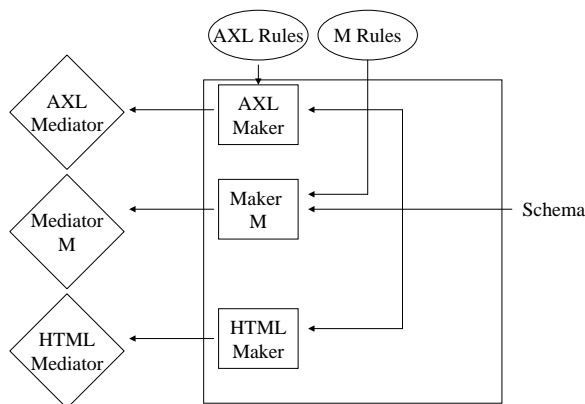 AXL Rules
M Rules
AXL
Mediator
AXL
Maker
Mediator
M
Maker
M
Schema
HTML
Mediator
HTML
Maker